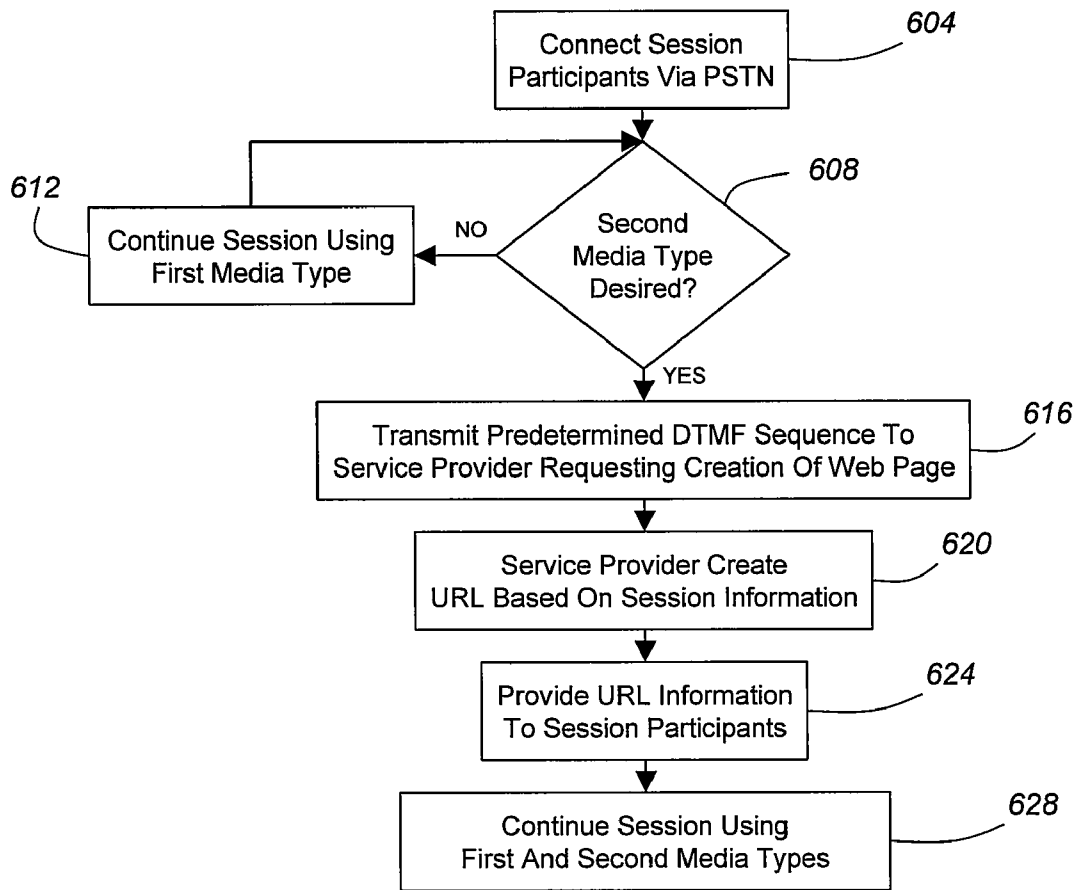 Connect Session
Participants Via PSTN
604
608
Second
Media Type
Desired?
612
Continue Session Using
First Media Type
NO
YES
Transmit Predetermined DTMF Sequence To
Service Provider Requesting Creation Of Web Page
616
Service Provider Create
URL Based On Session Information
620
Provide URL Information
To Session Participants
624
Continue Session Using
First And Second Media Types
628